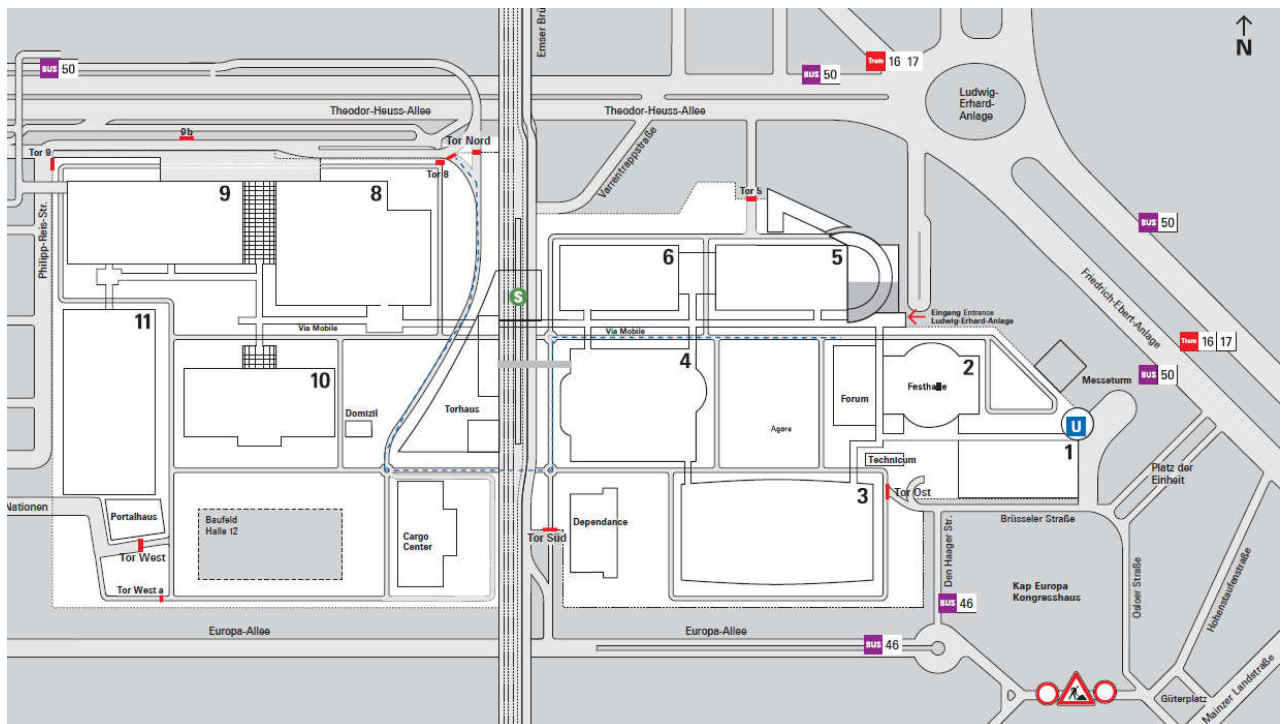 Emser Brü
N
BUS 50
Tram 16 17
BUS 50
Ludwig-
Erhard-
Anlage
Theodor-Heuss-Allee
Theodor-Heuss-Allee
9b
Tor Nord
Tor 9
Tor 8
Varrentrappstraße
Tor 5
9
8
6
5
BUS 50
Philipp-Reis-Str.
Friedrich-Ebert-Anlage
S
11
Via Mobile
Via Mobile
Eingang Entrance
Ludwig-Erhard-Anlage
Tram 16 17
10
4
2
Festhalle
Messeturm
BUS 50
Domizil
Torhaus
Forum
Agora
U
1
Technicum
Platz der
Einheit
3
Tor Ost
Nationen
Portalhaus
Baufeld
Halle 12
Cargo
Center
Dependance
Tor Süd
Brüsseler Straße
Tor West
Den Haager Str.
Tor West a
Kap Europa
Kongresshaus
Osloer Straße
Hohenstaufenstraße
BUS 46
Europa-Allee
Europa-Allee
BUS 46
Güterplatz
Mainzer Landstraße